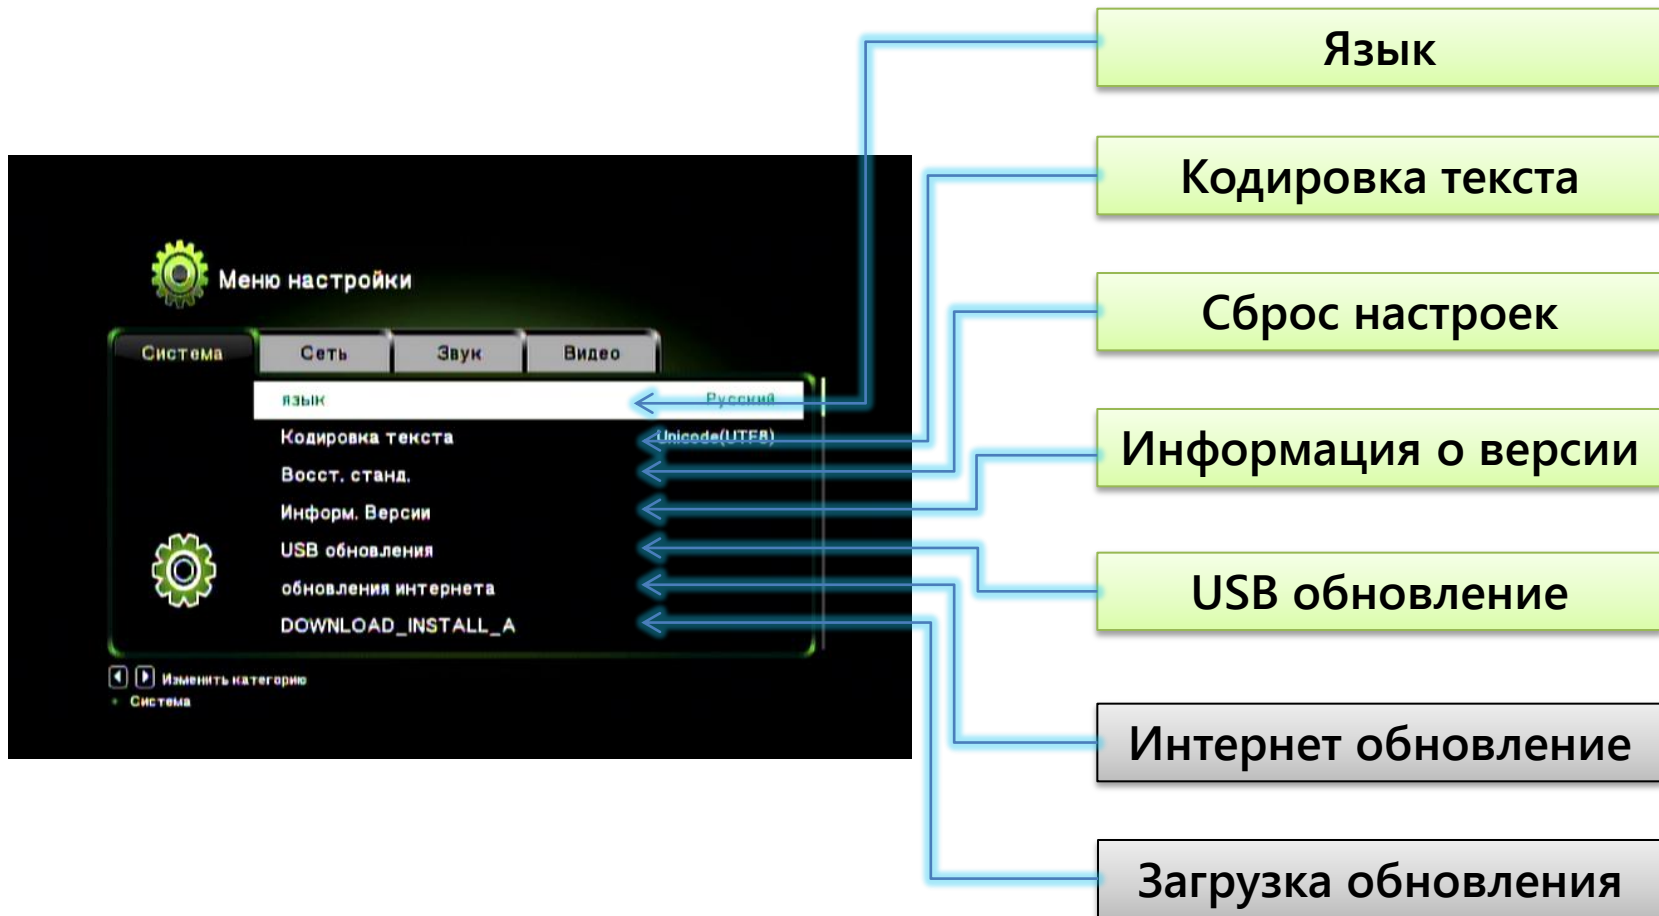 Язык
Кодировка текста
Сброс настроек
Информация о версии
USB обновление
Интернет обновление
Загрузка обновления
Меню настройки
Система Сеть Звук Видео
язык Русский
Кодировка текста Unicode(UTF8)
Восст. станд.
Информ. Версии
USB обновления
обновления интернета
DOWNLOAD_INSTALL_A
Изменить категорию
Система